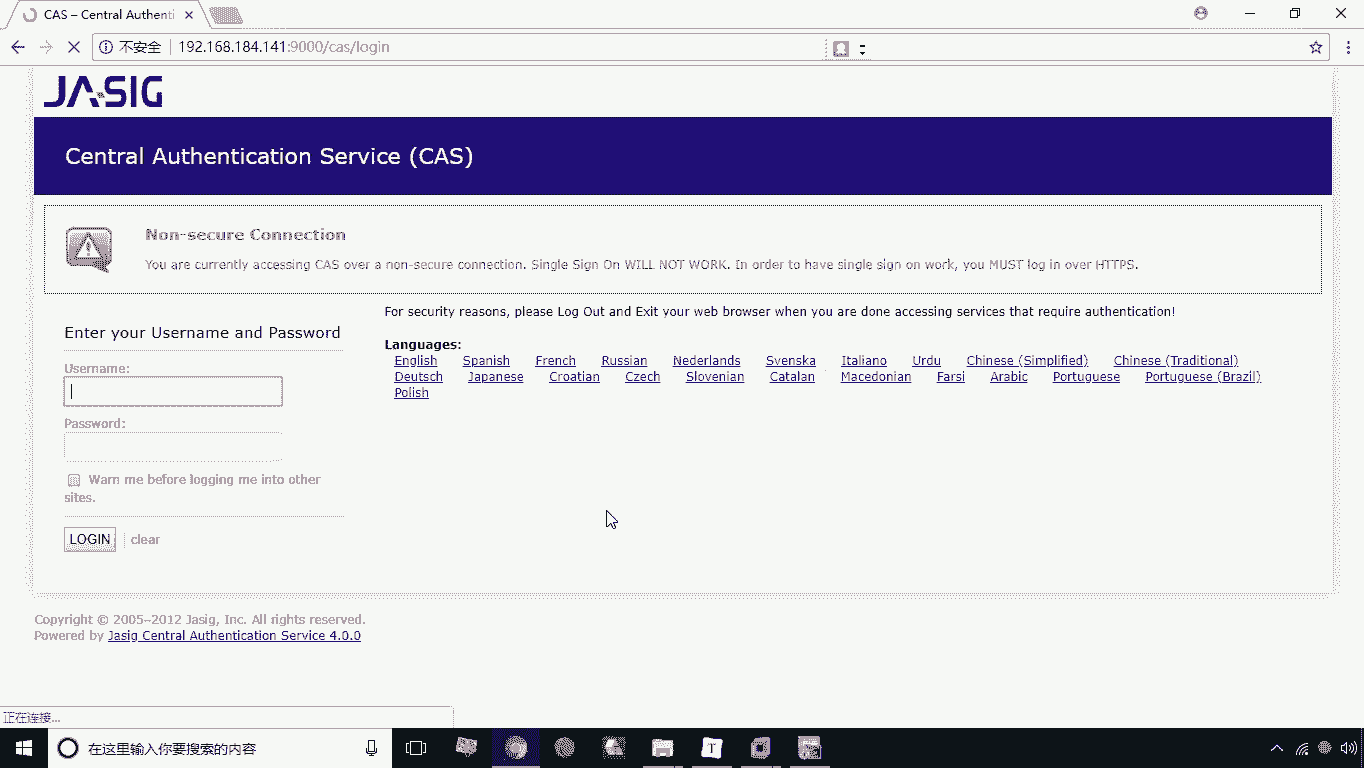 CAS – Central Authenti
不安全 192.168.184.141:9000/cas/login
JASIG
Central Authentication Service (CAS)
Non-secure Connection
You are currently accessing CAS over a non-secure connection. Single Sign On WILL NOT WORK. In order to have single sign on work, you MUST log in over HTTPS.
Enter your Username and Password
Username:
Password:
Warn me before logging me into other
sites.
LOGIN clear
For security reasons, please Log Out and Exit your web browser when you are done accessing services that require authentication!
Languages:
English Spanish French Russian Nederlands Svenska Italiano Urdu Chinese (Simplified) Chinese (Traditional)
Deutsch Japanese Croatian Czech Slovenian Catalan Macedonian Farsi Arabic Portuguese Portuguese (Brazil)
Polish
Copyright © 2005–2012 Jasig, Inc. All rights reserved.
Powered by Jasig Central Authentication Service 4.0.0
正在连接...
在这里输入你要搜索的内容
T